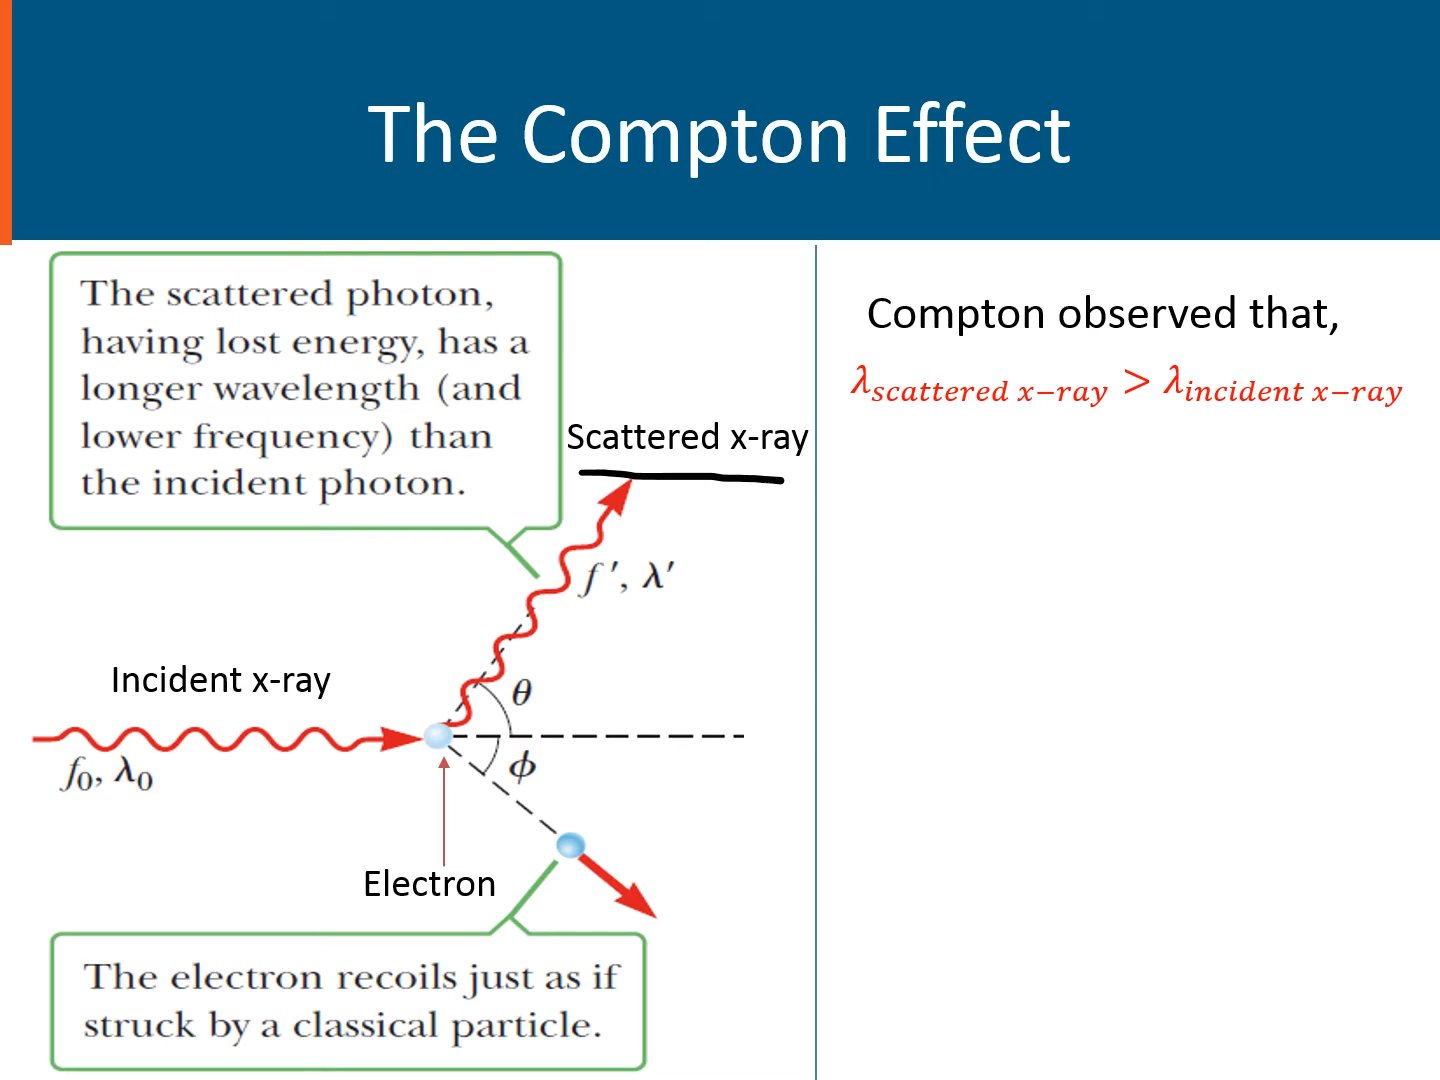 The Compton Effect
The scattered photon,
having lost energy, has a
longer wavelength (and
lower frequency) than
the incident photon.
Scattered x-ray
f′, λ′
Incident x-ray
θ
f₀, λ₀
ϕ
Electron
The electron recoils just as if
struck by a classical particle.
Compton observed that,
λ_scattered x−ray > λ_incident x−ray